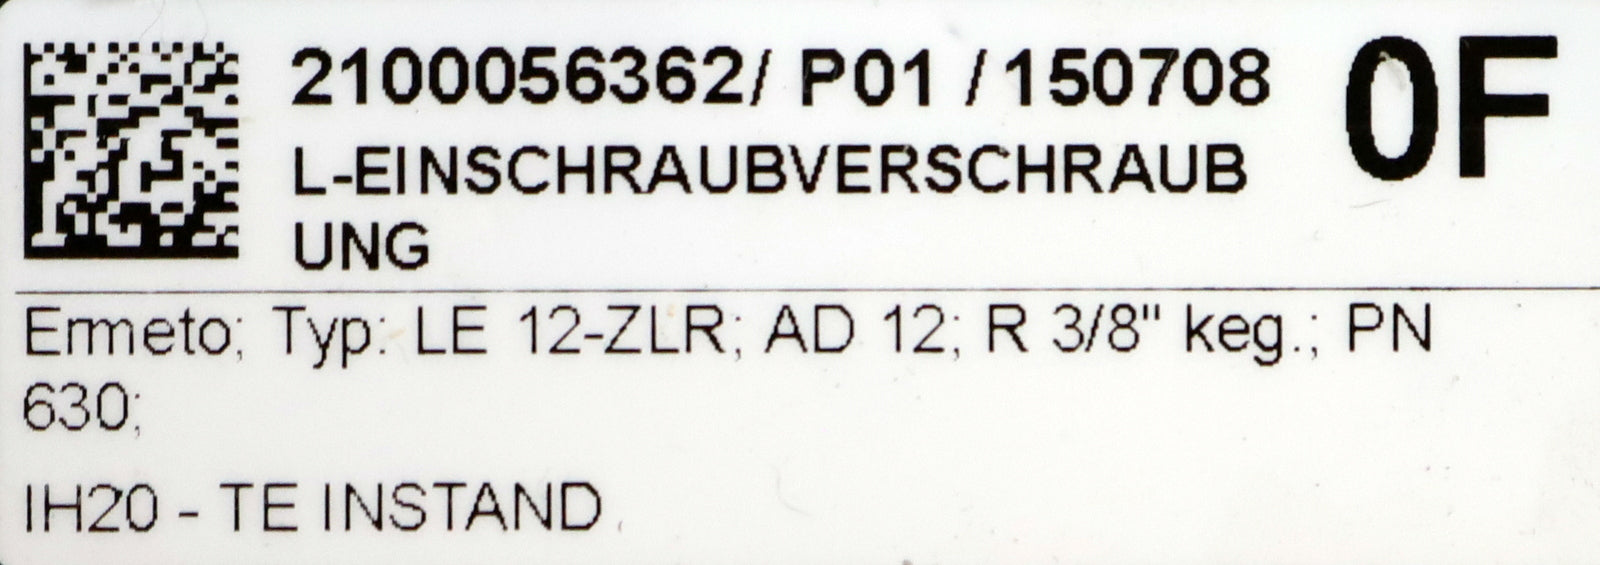 2100056362/ P01 /150708
0F
L-EINSCHRAUBVERSCHRAUB
UNG
Ermeto; Typ: LE 12-ZLR; AD 12; R 3/8" keg.; PN
630;
IH20 - TE INSTAND